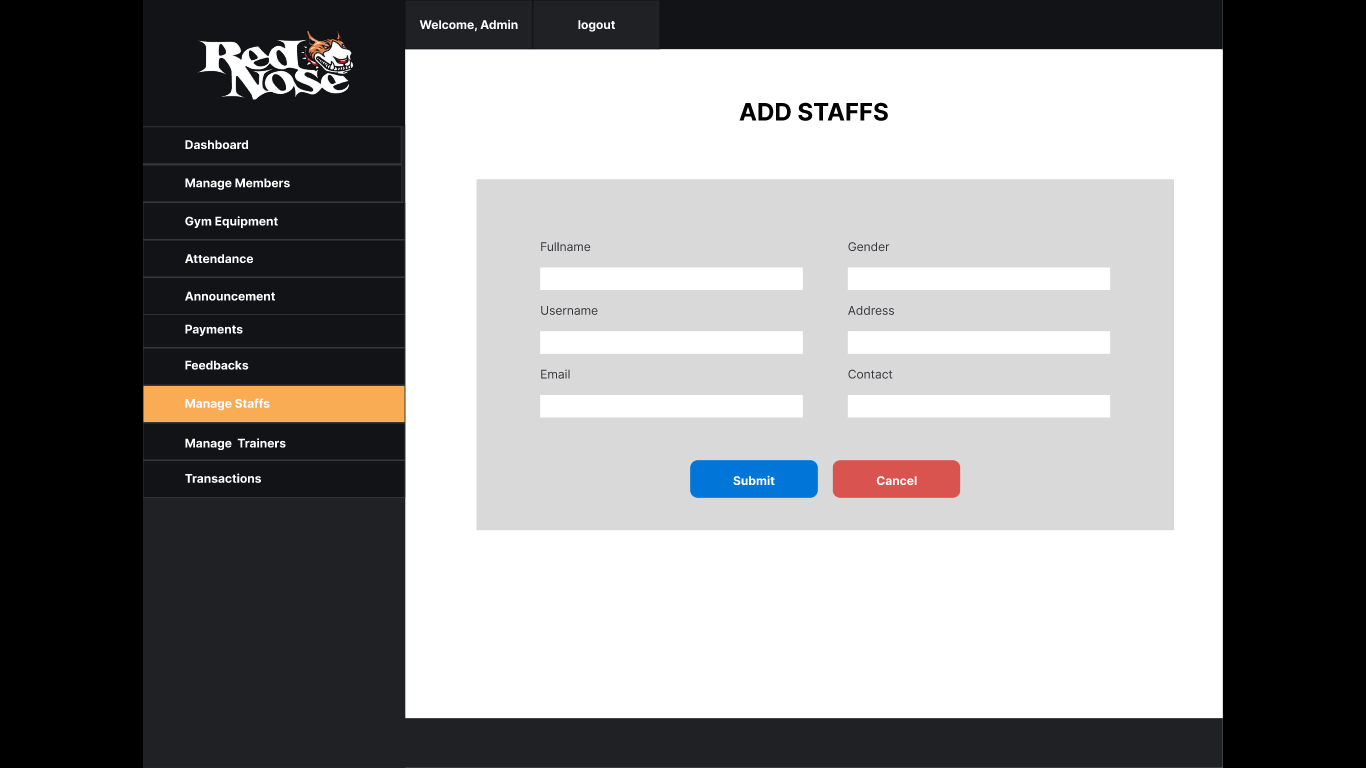 Red
Nose
Welcome, Admin
logout
Dashboard
Manage Members
Gym Equipment
Attendance
Announcement
Payments
Feedbacks
Manage Staffs
Manage  Trainers
Transactions
ADD STAFFS
Fullname
Gender
Username
Address
Email
Contact
Submit
Cancel